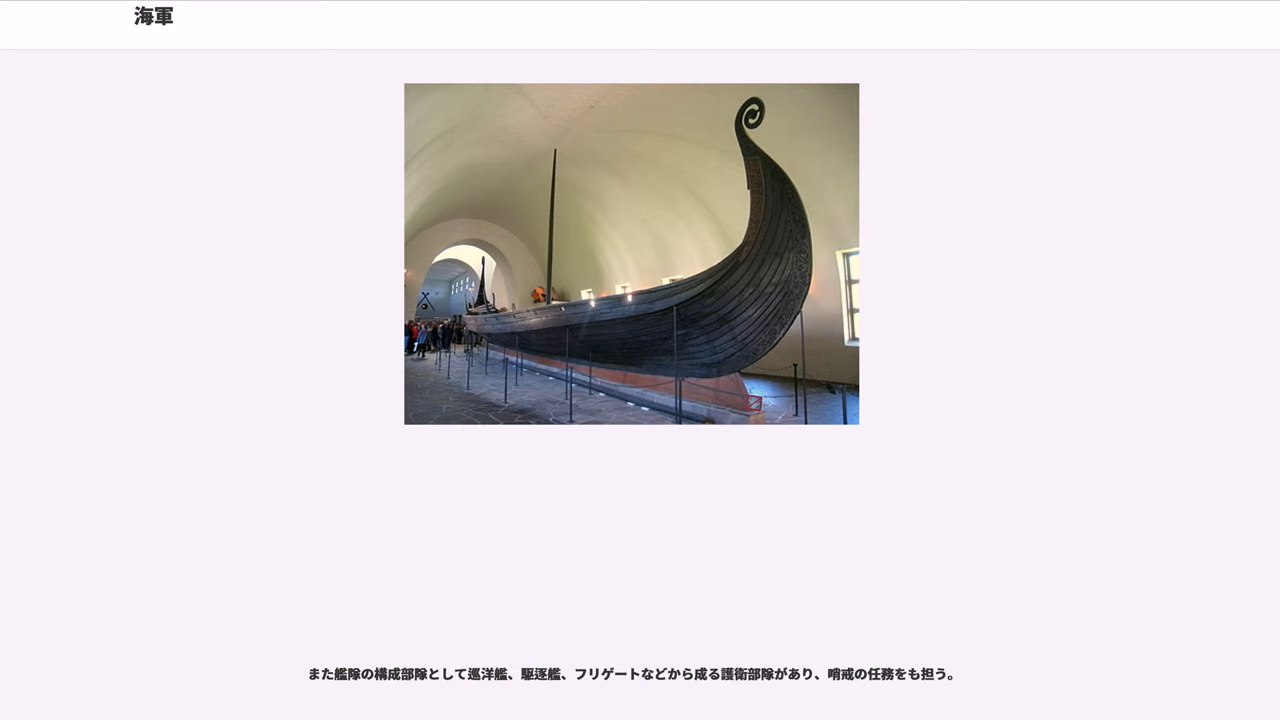 海軍
また艦隊の構成部隊として巡洋艦、駆逐艦、フリゲートなどから成る護衛部隊があり、哨戒の任務をも担う。